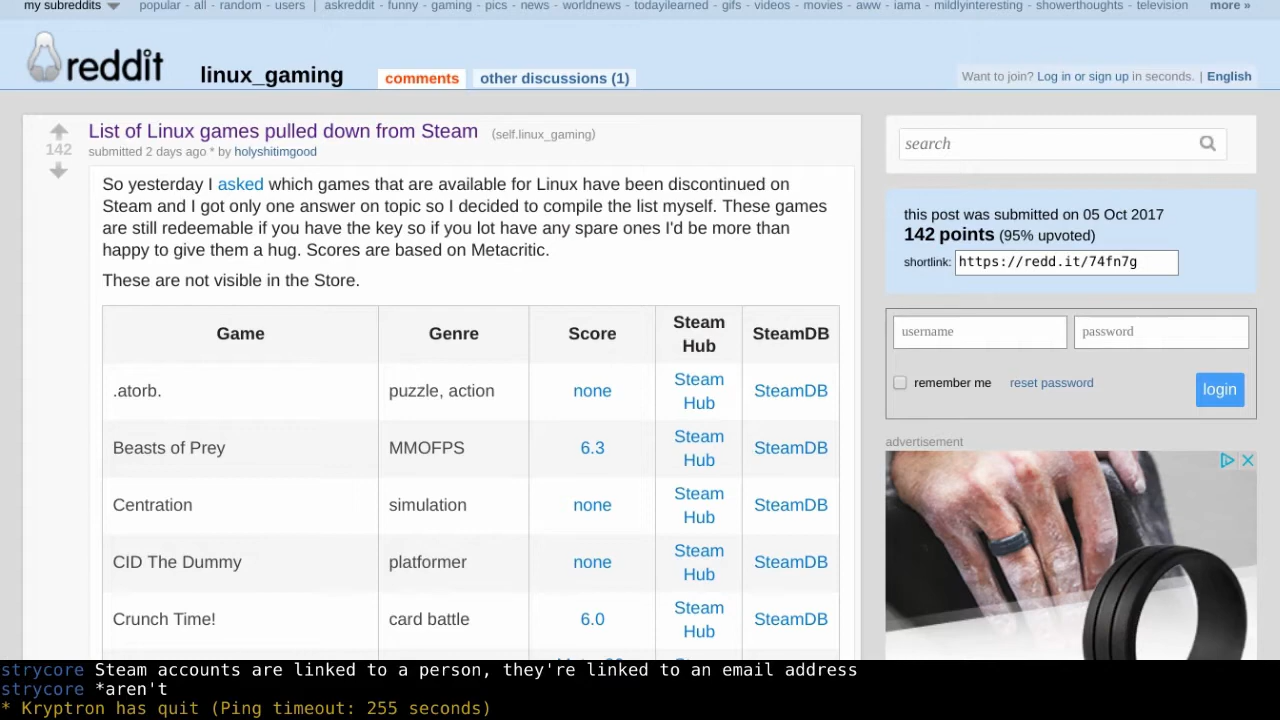 my subreddits popular - all - random - users | askreddit - funny - gaming - pics - news - worldnews - todayilearned - gifs - videos - movies - aww - iama - mildlyinteresting - showerthoughts - television more »
reddit linux_gaming comments other discussions (1)
Want to join? Log in or sign up in seconds. | English
List of Linux games pulled down from Steam (self.linux_gaming)
142
submitted 2 days ago * by holyshitimgood
So yesterday I asked which games that are available for Linux have been discontinued on
Steam and I got only one answer on topic so I decided to compile the list myself. These games
are still redeemable if you have the key so if you lot have any spare ones I'd be more than
happy to give them a hug. Scores are based on Metacritic.
These are not visible in the Store.
Game Genre Score Steam Hub SteamDB
.atorb. puzzle, action none Steam Hub SteamDB
Beasts of Prey MMOFPS 6.3 Steam Hub SteamDB
Centration simulation none Steam Hub SteamDB
CID The Dummy platformer none Steam Hub SteamDB
Crunch Time! card battle 6.0 Steam Hub SteamDB
search
this post was submitted on 05 Oct 2017
142 points (95% upvoted)
shortlink: https://redd.it/74fn7g
username password
remember me reset password login
advertisement
strycore Steam accounts are linked to a person, they're linked to an email address
strycore *aren't
* Kryptron has quit (Ping timeout: 255 seconds)